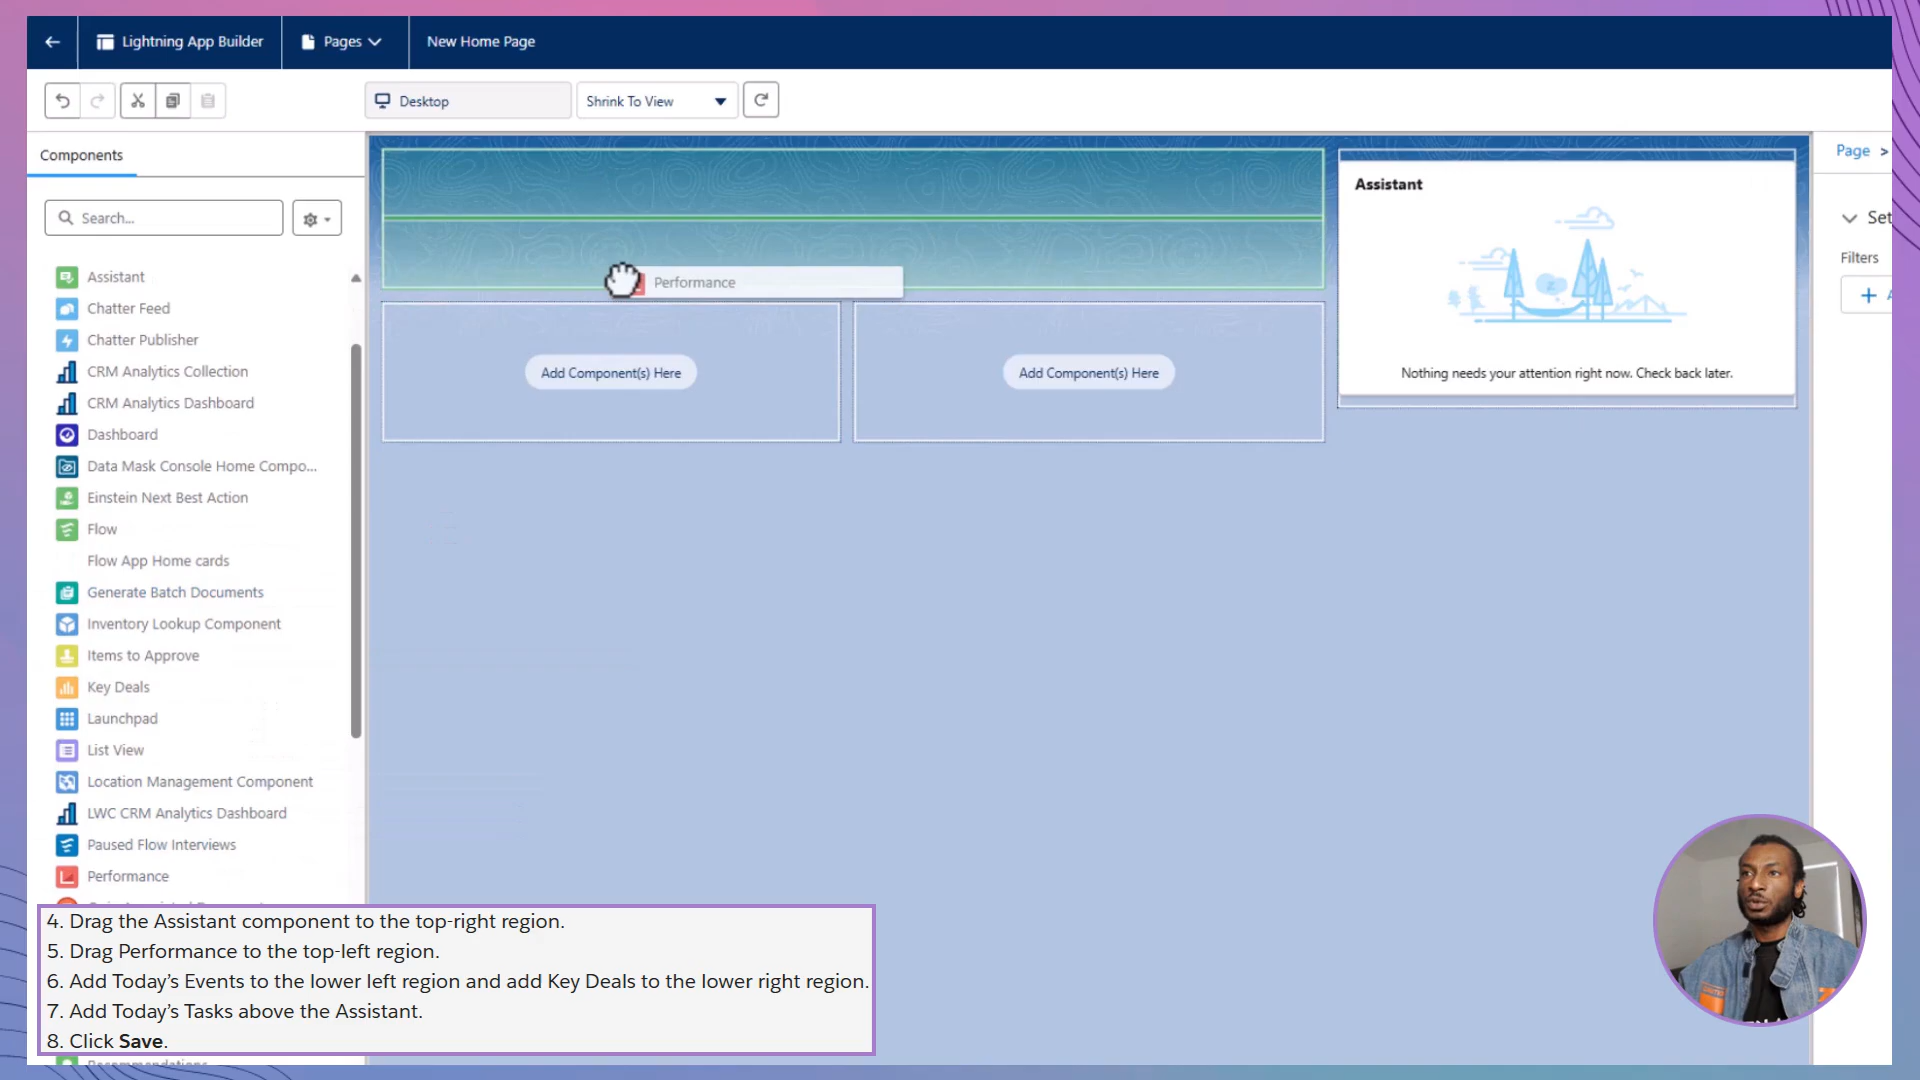 Lightning App Builder
Pages
New Home Page
Desktop
Shrink To View
Components
Search...
Assistant
Chatter Feed
Chatter Publisher
CRM Analytics Collection
CRM Analytics Dashboard
Dashboard
Data Mask Console Home Compo...
Einstein Next Best Action
Flow
Flow App Home cards
Generate Batch Documents
Inventory Lookup Component
Items to Approve
Key Deals
Launchpad
List View
Location Management Component
LWC CRM Analytics Dashboard
Paused Flow Interviews
Performance
Performance
Add Component(s) Here
Add Component(s) Here
Assistant
Nothing needs your attention right now. Check back later.
Page >
Set
Filters
4. Drag the Assistant component to the top-right region.
5. Drag Performance to the top-left region.
6. Add Today’s Events to the lower left region and add Key Deals to the lower right region.
7. Add Today’s Tasks above the Assistant.
8. Click Save.